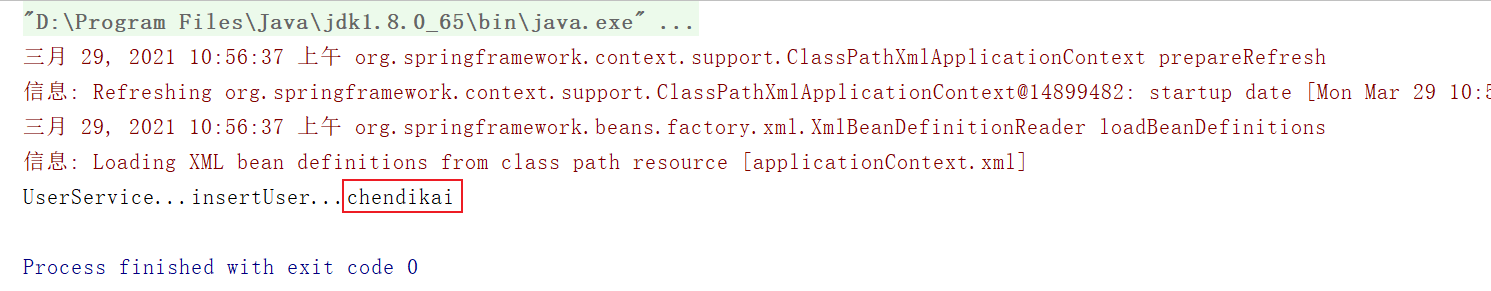 "D:\Program Files\Java\jdk1.8.0_65\bin\java.exe" ...
三月 29, 2021 10:56:37 上午 org.springframework.context.support.ClassPathXmlApplicationContext prepareRefresh
信息: Refreshing org.springframework.context.support.ClassPathXmlApplicationContext@14899482: startup date [Mon Mar 29 10:5
三月 29, 2021 10:56:37 上午 org.springframework.beans.factory.xml.XmlBeanDefinitionReader loadBeanDefinitions
信息: Loading XML bean definitions from class path resource [applicationContext.xml]
UserService...insertUser...chendikai
Process finished with exit code 0